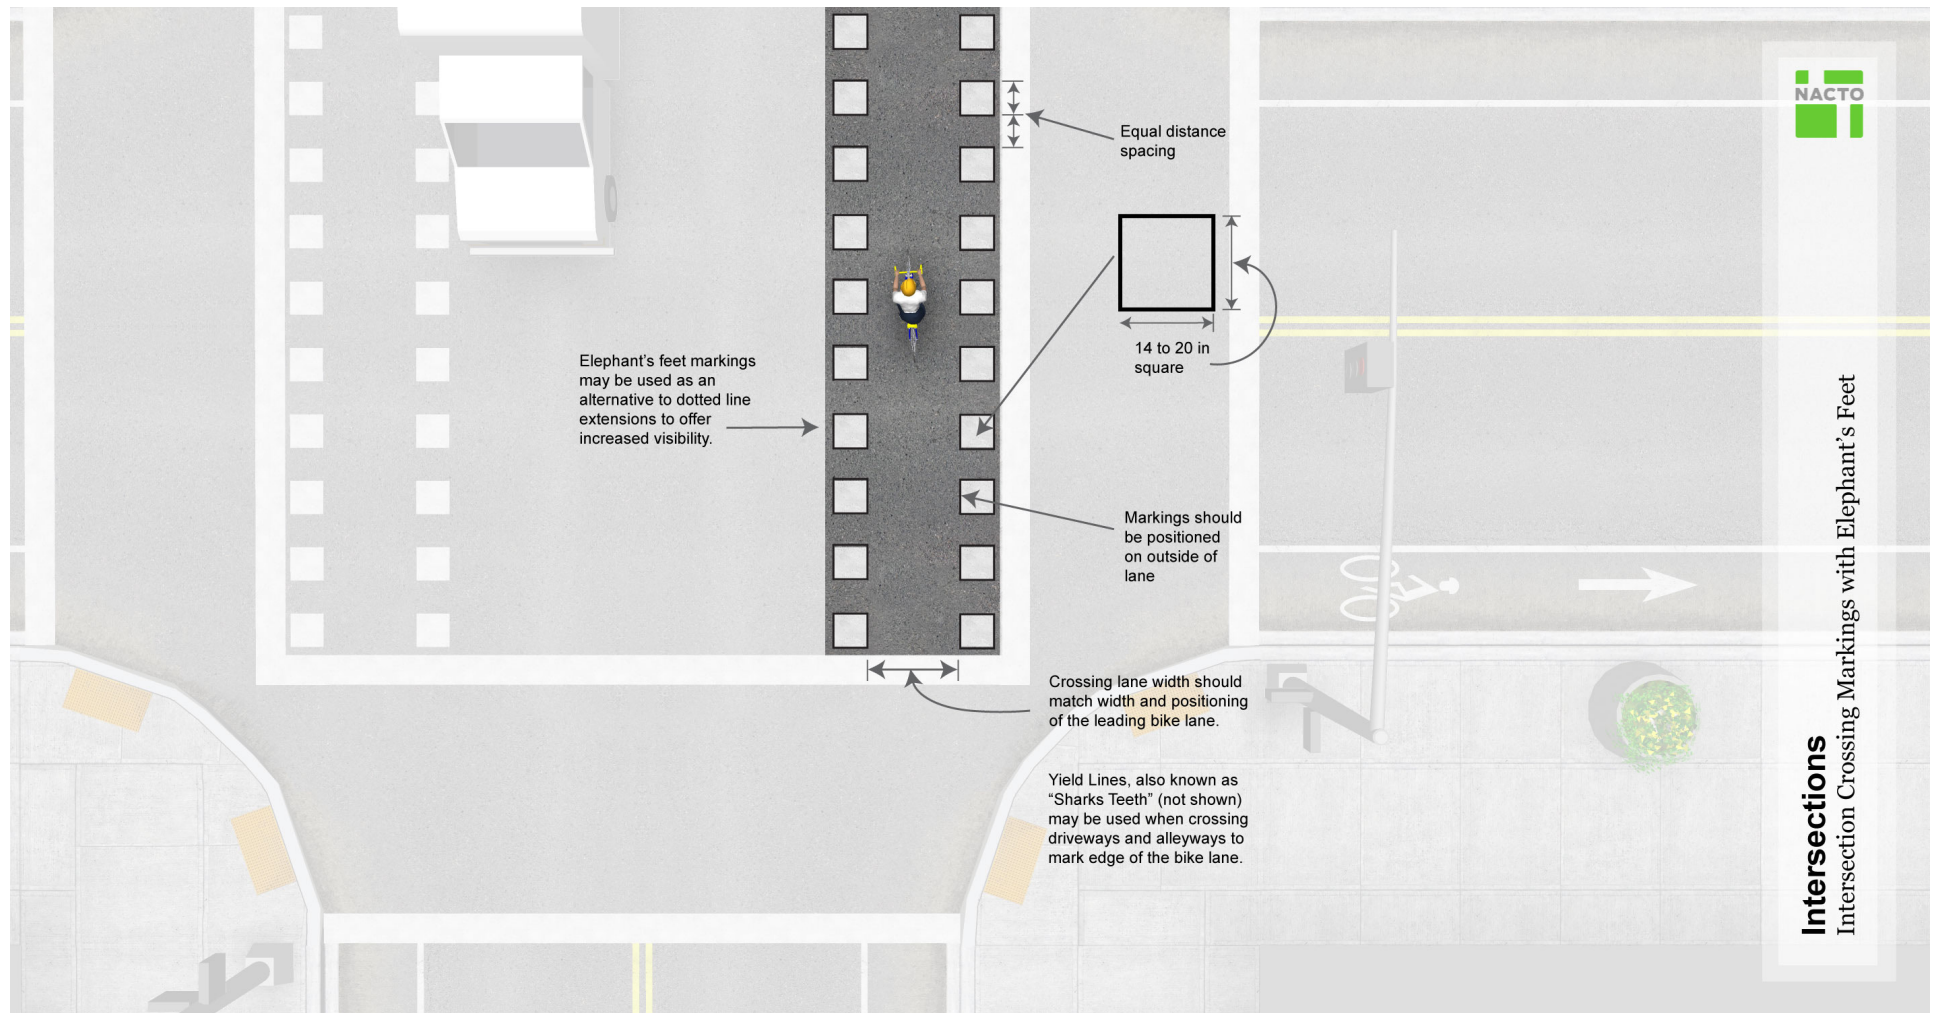 NACTO
Equal distance
spacing
14 to 20 in
square
Elephant's feet markings
may be used as an
alternative to dotted line
extensions to offer
increased visibility.
Markings should
be positioned
on outside of
lane
Crossing lane width should
match width and positioning
of the leading bike lane.
Yield Lines, also known as
“Sharks Teeth” (not shown)
may be used when crossing
driveways and alleyways to
mark edge of the bike lane.
Intersections
Intersection Crossing Markings with Elephant's Feet